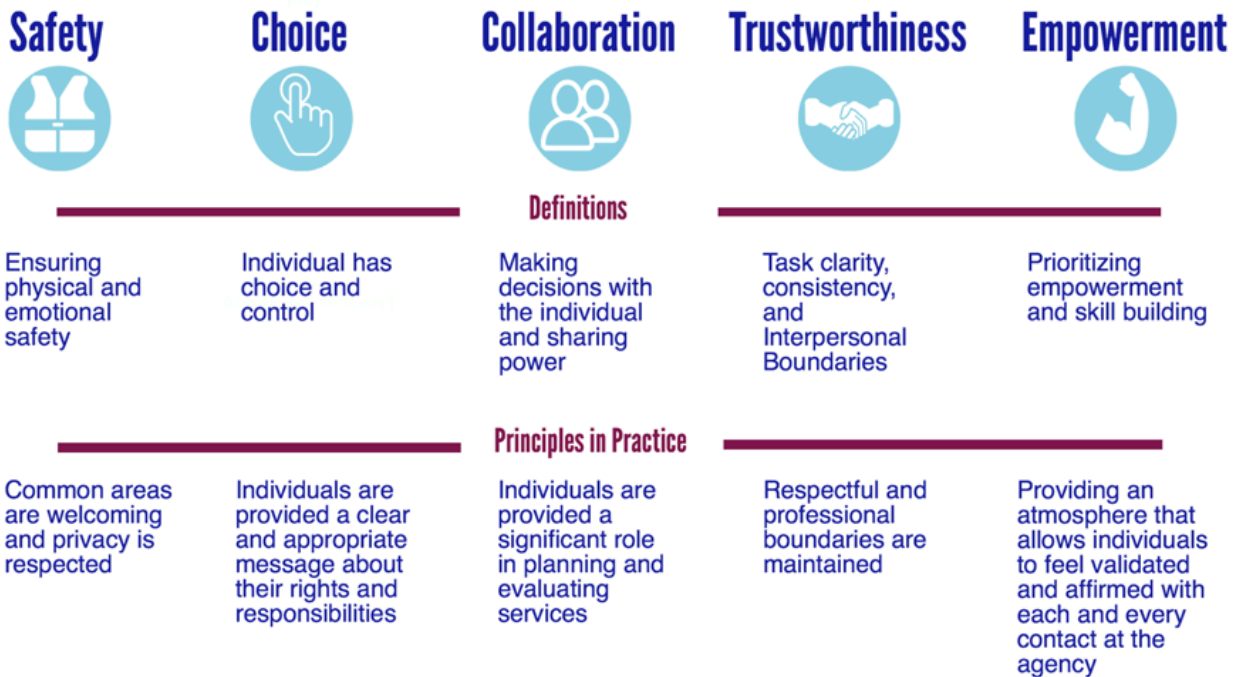 Safety
Choice
Collaboration
Trustworthiness
Empowerment
Definitions
Ensuring
physical and
emotional
safety
Individual has
choice and
control
Making
decisions with
the individual
and sharing
power
Task clarity,
consistency,
and
Interpersonal
Boundaries
Prioritizing
empowerment
and skill building
Principles in Practice
Common areas
are welcoming
and privacy is
respected
Individuals are
provided a clear
and appropriate
message about
their rights and
responsibilities
Individuals are
provided a
significant role
in planning and
evaluating
services
Respectful and
professional
boundaries are
maintained
Providing an
atmosphere that
allows individuals
to feel validated
and affirmed with
each and every
contact at the
agency